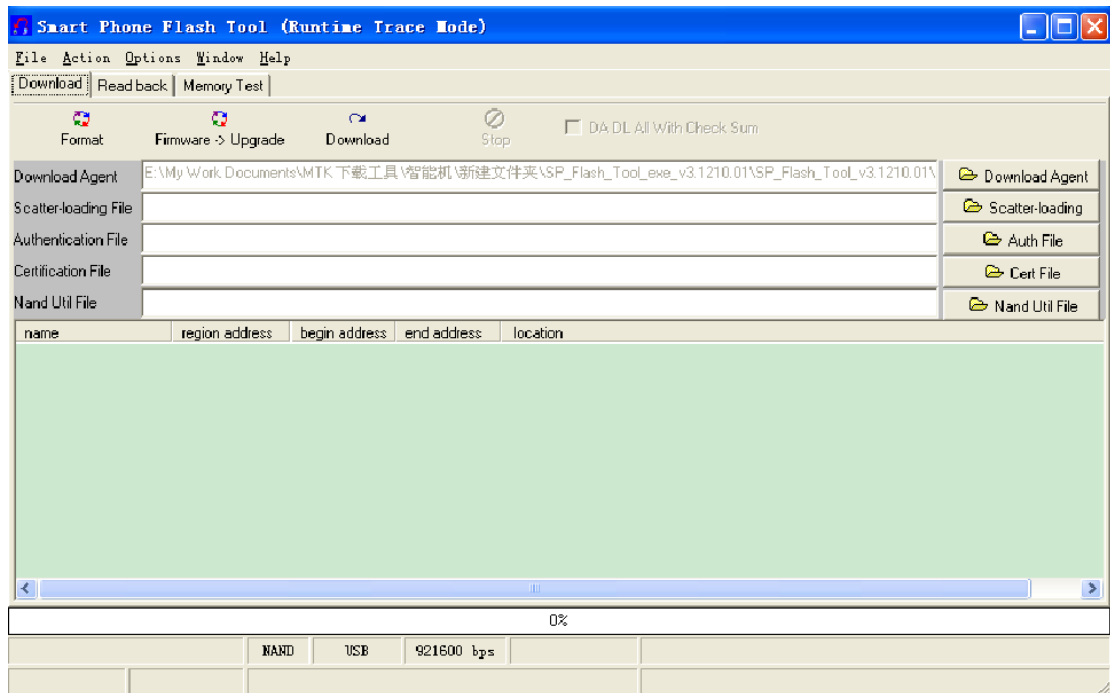 Smart Phone Flash Tool (Runtime Trace Mode)
File Action Options Window Help
Download Read back Memory Test
Format Firmware -> Upgrade Download Stop DA DL All With Check Sum
Download Agent E:\My Work Documents\MTK 下载工具\智能机\新建文件夹\SP_Flash_Tool_exe_v3.1210.01\SP_Flash_Tool_v3.1210.01\ Download Agent
Scatter-loading File Scatter-loading
Authentication File Auth File
Certification File Cert File
Nand Util File Nand Util File
name region address begin address end address location
0%
NAND USB 921600 bps